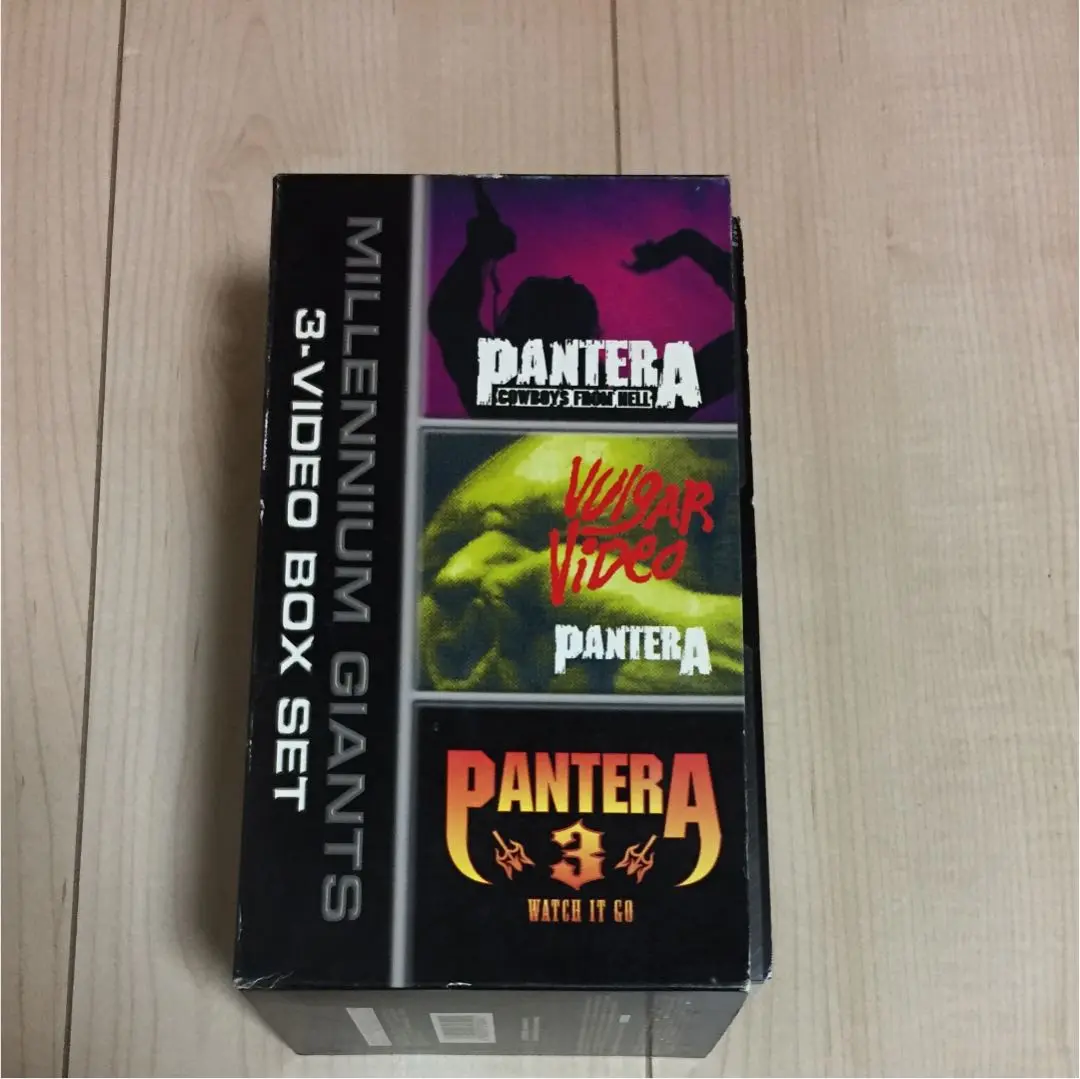 MILLENNIUM GIANTS
3-VIDEO BOX SET
PANTERA
COWBOYS FROM HELL
VULGAR
VIDEO
PANTERA
PANTERA
3
WATCH IT GO